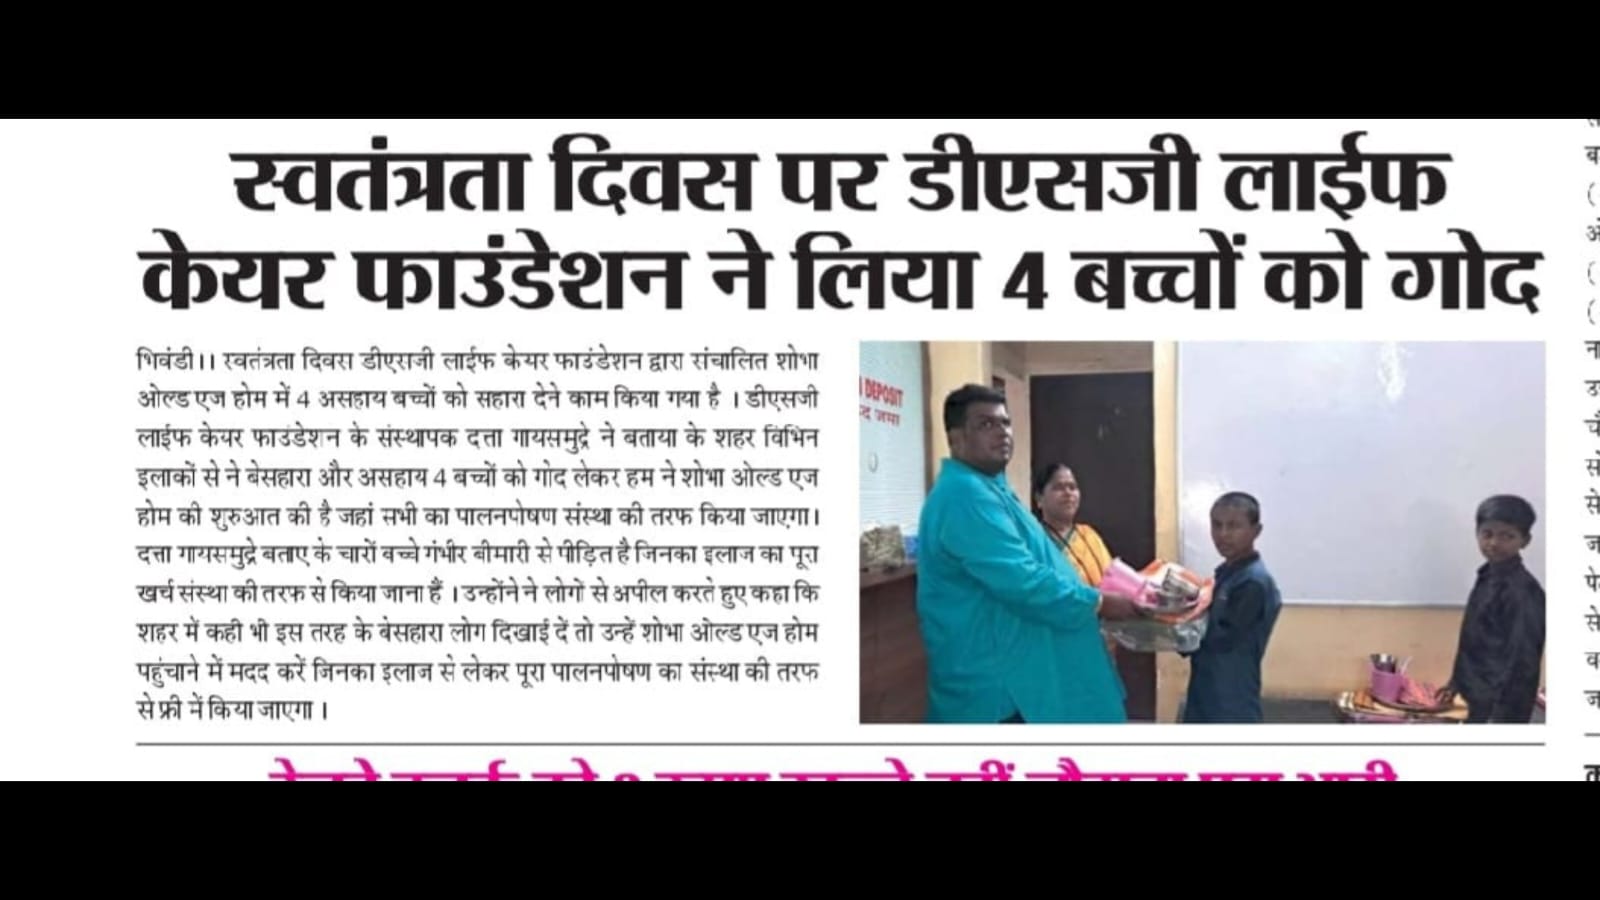 स्वतंत्रता दिवस पर डीएसजी लाईफ
केयर फाउंडेशन ने लिया 4 बच्चों को गोद
भिवंडी।। स्वतंत्रता दिवस डीएसजी लाईफ केयर फाउंडेशन द्वारा संचालित शोभा
ओल्ड एज होम में 4 असहाय बच्चों को सहारा देने काम किया गया है । डीएसजी
लाईफ केयर फाउंडेशन के संस्थापक दत्ता गायसमुद्रे ने बताया के शहर विभिन
इलाकों से ने बेसहारा और असहाय 4 बच्चों को गोद लेकर हम ने शोभा ओल्ड एज
होम की शुरुआत की है जहां सभी का पालनपोषण संस्था की तरफ किया जाएगा।
दत्ता गायसमुद्रे बताए के चारों बच्चे गंभीर बीमारी से पीड़ित है जिनका इलाज का पूरा
खर्च संस्था की तरफ से किया जाना हैं । उन्होंने ने लोगों से अपील करते हुए कहा कि
शहर में कही भी इस तरह के बेसहारा लोग दिखाई दें तो उन्हें शोभा ओल्ड एज होम
पहुंचाने में मदद करें जिनका इलाज से लेकर पूरा पालनपोषण का संस्था की तरफ
से फ्री में किया जाएगा ।
DEPOSIT
जमा